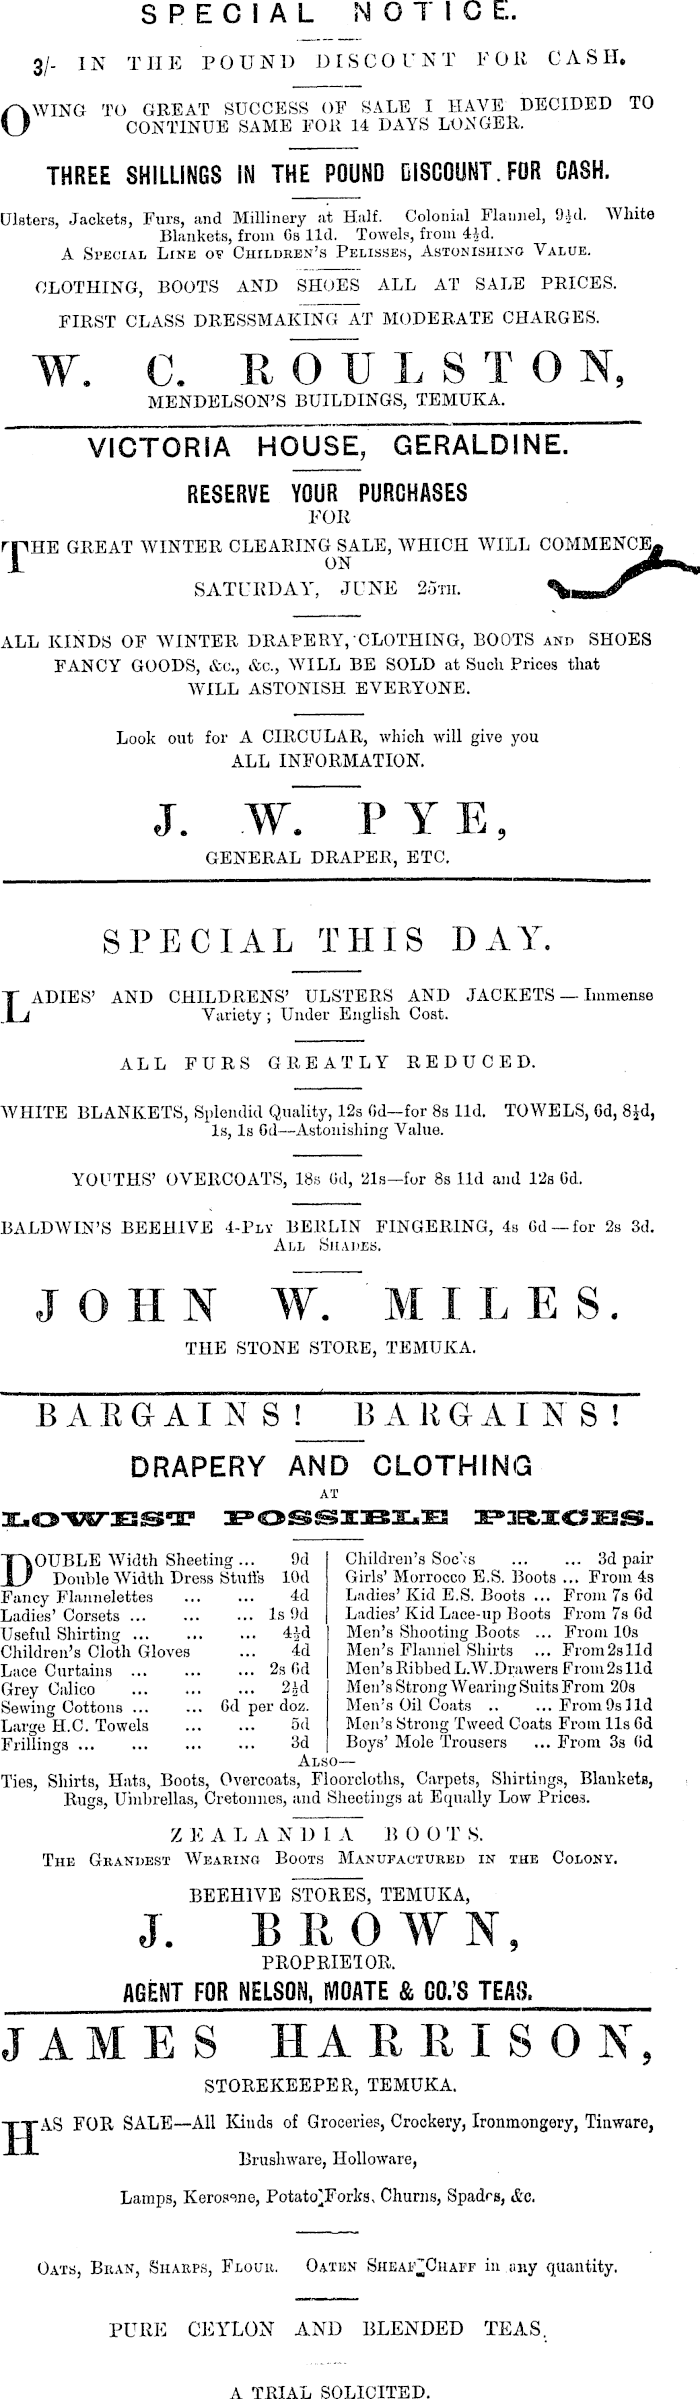 SPECIAL NOTICE.
3/- IN THE POUND DISCOUNT FOR CASH.
OWING TO GREAT SUCCESS OF SALE I HAVE DECIDED TO
CONTINUE SAME FOR 14 DAYS LONGER.
THREE SHILLINGS IN THE POUND DISCOUNT FOR CASH.
Ulsters, Jackets, Furs, and Millinery at Half. Colonial Flannel, 9½d. White
Blankets, from 6s 11d. Towels, from 4½d.
A SPECIAL LINE OF CHILDREN'S PELISSES, ASTONISHING VALUE.
CLOTHING, BOOTS AND SHOES ALL AT SALE PRICES.
FIRST CLASS DRESSMAKING AT MODERATE CHARGES.
W. C. ROULSTON,
MENDELSON'S BUILDINGS, TEMUKA.
VICTORIA HOUSE, GERALDINE.
RESERVE YOUR PURCHASES
FOR
THE GREAT WINTER CLEARING SALE, WHICH WILL COMMENCE
ON
SATURDAY, JUNE 25TH.
ALL KINDS OF WINTER DRAPERY, CLOTHING, BOOTS AND SHOES
FANCY GOODS, &c., &c., WILL BE SOLD at Such Prices that
WILL ASTONISH EVERYONE.
Look out for A CIRCULAR, which will give you
ALL INFORMATION.
J. W. PYE,
GENERAL DRAPER, ETC.
SPECIAL THIS DAY.
LADIES' AND CHILDRENS' ULSTERS AND JACKETS — Immense
Variety; Under English Cost.
ALL FURS GREATLY REDUCED.
WHITE BLANKETS, Splendid Quality, 12s 6d—for 8s 11d. TOWELS, 6d, 8½d,
1s, 1s 6d—Astonishing Value.
YOUTHS' OVERCOATS, 18s 6d, 21s—for 8s 11d and 12s 6d.
BALDWIN'S BEEHIVE 4-PLY BERLIN FINGERING, 4s 6d — for 2s 3d.
ALL SHADES.
JOHN W. MILES.
THE STONE STORE, TEMUKA.
BARGAINS! BARGAINS!
DRAPERY AND CLOTHING
AT
LOWEST POSSIBLE PRICES.
DOUBLE Width Sheeting ... 9d
Double Width Dress Stuffs 10d
Fancy Flannelettes ... ... 4d
Ladies' Corsets ... ... ... 1s 9d
Useful Shirting ... ... ... 4½d
Children's Cloth Gloves ... 4d
Lace Curtains ... ... ... 2s 6d
Grey Calico ... ... ... 2½d
Sewing Cottons ... ... 6d per doz.
Large H.C. Towels ... ... 5d
Frillings ... ... ... ... 3d
Children's Socks ... ... 3d pair
Girls' Morrocco E.S. Boots ... From 4s
Ladies' Kid E.S. Boots ... From 7s 6d
Ladies' Kid Lace-up Boots From 7s 6d
Men's Shooting Boots ... From 10s
Men's Flannel Shirts ... From 2s 11d
Men's Ribbed L.W. Drawers From 2s 11d
Men's Strong Wearing Suits From 20s
Men's Oil Coats .. ... From 9s 11d
Men's Strong Tweed Coats From 11s 6d
Boys' Mole Trousers ... From 3s 6d
ALSO—
Ties, Shirts, Hats, Boots, Overcoats, Floorcloths, Carpets, Shirtings, Blankets,
Rugs, Umbrellas, Cretonnes, and Sheetings at Equally Low Prices.
ZEALANDIA BOOTS.
THE GRANDEST WEARING BOOTS MANUFACTURED IN THE COLONY.
BEEHIVE STORES, TEMUKA,
J. BROWN,
PROPRIETOR.
AGENT FOR NELSON, MOATE & CO.'S TEAS.
JAMES HARRISON,
STOREKEEPER, TEMUKA.
HAS FOR SALE—All Kinds of Groceries, Crockery, Ironmongery, Tinware,
Brushware, Holloware,
Lamps, Kerosene, Potato Forks, Churns, Spades, &c.
OATS, BRAN, SHARPS, FLOUR. OATEN SHEAF CHAFF in any quantity.
PURE CEYLON AND BLENDED TEAS.
A TRIAL SOLICITED.